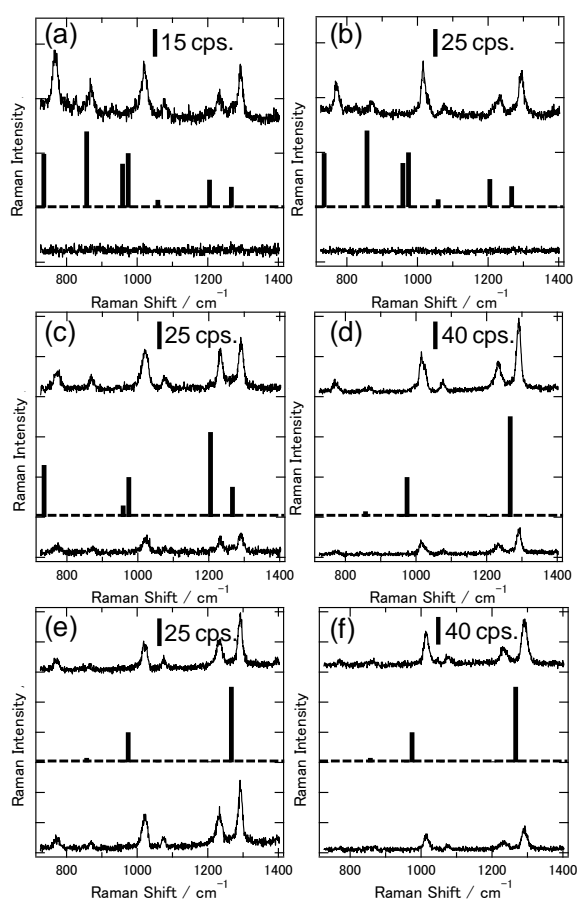 (a) 15 cps.
Raman Intensity
800 1000 1200 1400
Raman Shift / cm⁻¹
(b) 25 cps.
Raman Intensity
800 1000 1200 1400
Raman Shift / cm⁻¹
(c) 25 cps.
Raman Intensity
800 1000 1200 1400
Raman Shift / cm⁻¹
(d) 40 cps.
Raman Intensity
800 1000 1200 1400
Raman Shift / cm⁻¹
(e) 25 cps.
Raman Intensity
800 1000 1200 1400
Raman Shift / cm⁻¹
(f) 40 cps.
Raman Intensity
800 1000 1200 1400
Raman Shift / cm⁻¹